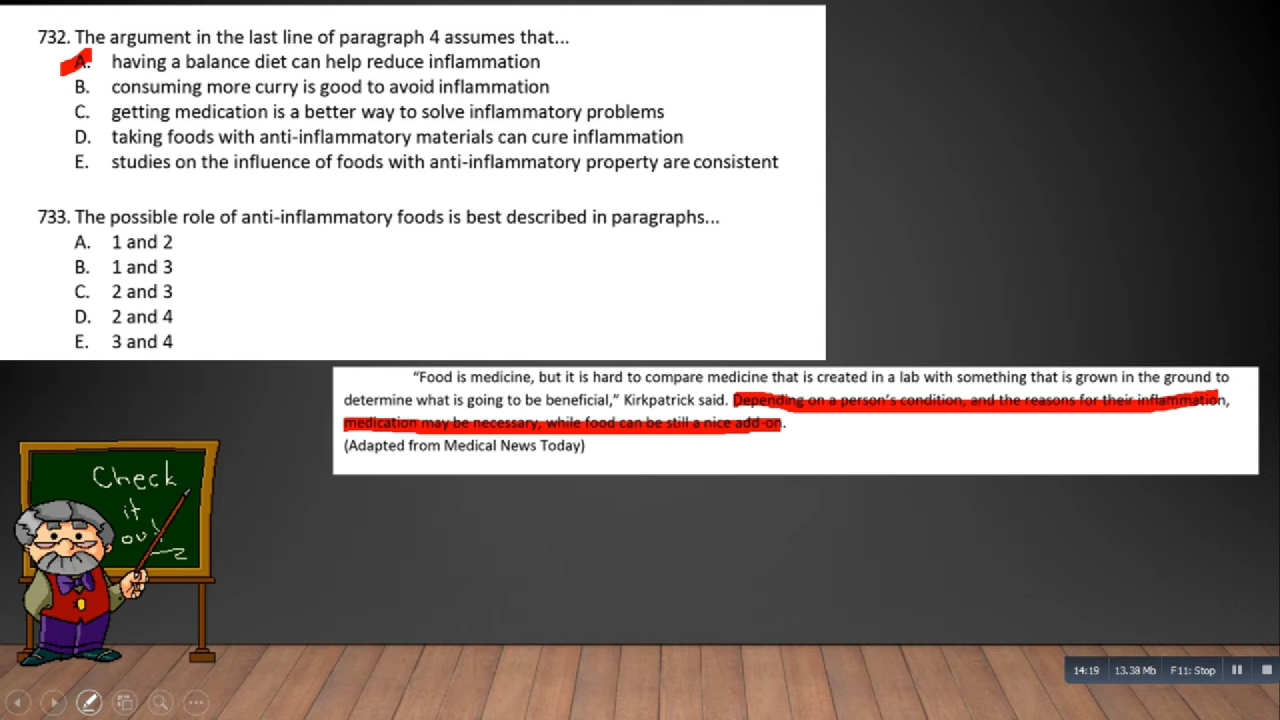 732. The argument in the last line of paragraph 4 assumes that...
A. having a balance diet can help reduce inflammation
B. consuming more curry is good to avoid inflammation
C. getting medication is a better way to solve inflammatory problems
D. taking foods with anti-inflammatory materials can cure inflammation
E. studies on the influence of foods with anti-inflammatory property are consistent
733. The possible role of anti-inflammatory foods is best described in paragraphs...
A. 1 and 2
B. 1 and 3
C. 2 and 3
D. 2 and 4
E. 3 and 4
“Food is medicine, but it is hard to compare medicine that is created in a lab with something that is grown in the ground to
determine what is going to be beneficial,” Kirkpatrick said. Depending on a person’s condition, and the reasons for their inflammation,
medication may be necessary, while food can be still a nice add-on.
(Adapted from Medical News Today)
Check
it
out!
14:19 13.38 Mb F11: Stop